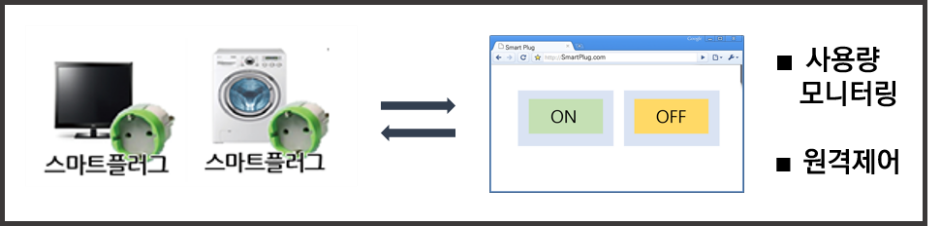 스마트플러그
스마트플러그
Google
Smart Plug
http://SmartPlug.com
ON
OFF
■ 사용량
모니터링
■ 원격제어